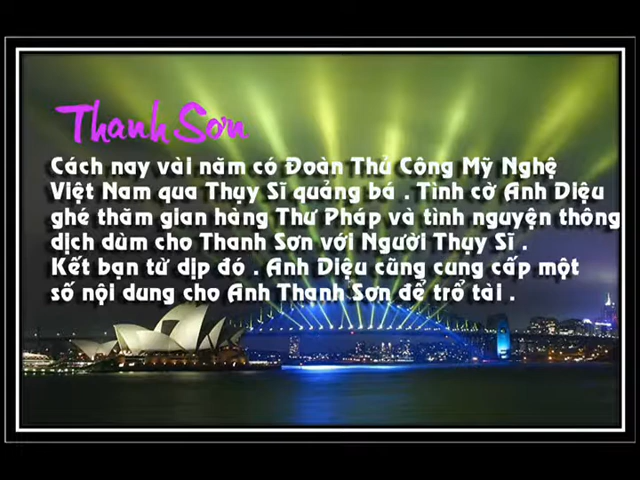 Thanh Sơn
Cách nay vài năm có Đoàn Thủ Công Mỹ Nghệ
Việt Nam qua Thụy Sĩ quảng bá . Tình cờ Anh Diệu
ghé thăm gian hàng Thư Pháp và tình nguyện thông
dịch dùm cho Thanh Sơn với Người Thụy Sĩ .
Kết bạn từ dịp đó . Anh Diệu cũng cung cấp một
số nội dung cho Anh Thanh Sơn để trổ tài .